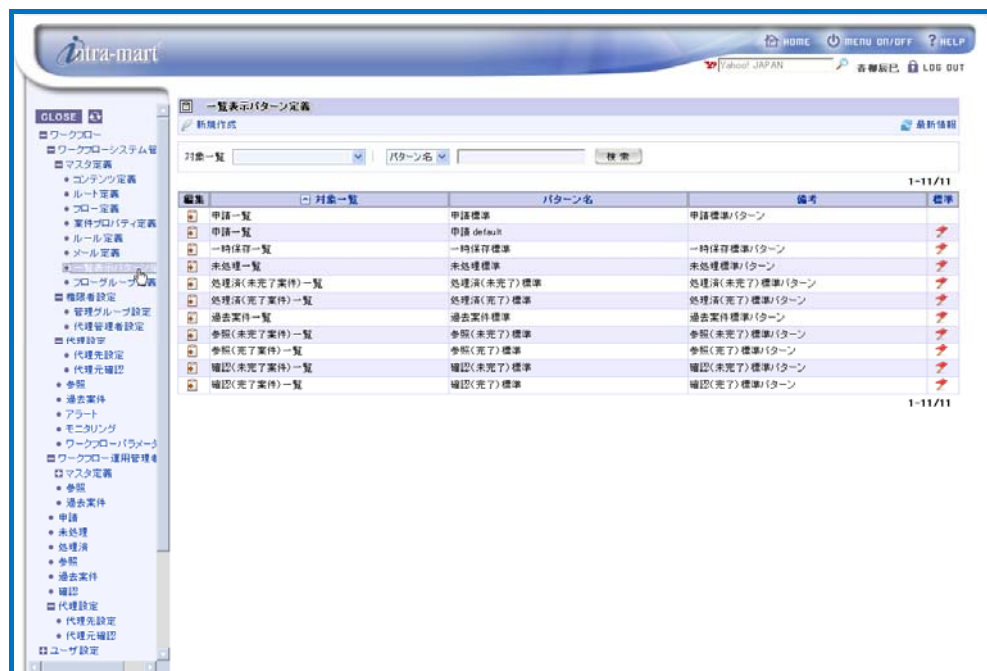 intra-mart
HOME MENU ON/OFF ? HELP
Yahoo! JAPAN 青柳辰巳 LOG OUT
CLOSE
ワークフロー
ワークフローシステム管
マスタ定義
コンテンツ定義
ルート定義
フロー定義
案件プロパティ定義
ルール定義
メール定義
一覧表示パターン
フローグループ定義
権限者設定
管理グループ設定
代理管理者設定
代理設定
代理先設定
代理元確認
参照
過去案件
アラート
モニタリング
ワークフローパラメータ
ワークフロー運用管理者
マスタ定義
参照
過去案件
申請
未処理
処理済
参照
過去案件
確認
代理設定
代理先設定
代理元確認
ユーザ設定
一覧表示パターン定義
新規作成 最新情報
対象一覧 パターン名 検索
1-11/11
編集 対象一覧 パターン名 備考 標準
申請一覧 申請標準 申請標準パターン
申請一覧 申請 default
一時保存一覧 一時保存標準 一時保存標準パターン
未処理一覧 未処理標準 未処理標準パターン
処理済(未完了案件)一覧 処理済(未完了)標準 処理済(未完了)標準パターン
処理済(完了案件)一覧 処理済(完了)標準 処理済(完了)標準パターン
過去案件一覧 過去案件標準 過去案件標準パターン
参照(未完了案件)一覧 参照(未完了)標準 参照(未完了)標準パターン
参照(完了案件)一覧 参照(完了)標準 参照(完了)標準パターン
確認(未完了案件)一覧 確認(未完了)標準 確認(未完了)標準パターン
確認(完了案件)一覧 確認(完了)標準 確認(完了)標準パターン
1-11/11